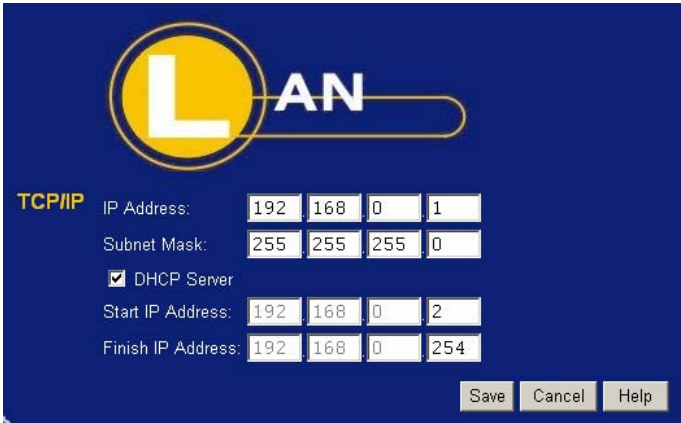 LAN
TCP/IP
IP Address: 192 . 168 . 0 . 1
Subnet Mask: 255 . 255 . 255 . 0
DHCP Server
Start IP Address: 192 . 168 . 0 . 2
Finish IP Address: 192 . 168 . 0 . 254
Save Cancel Help